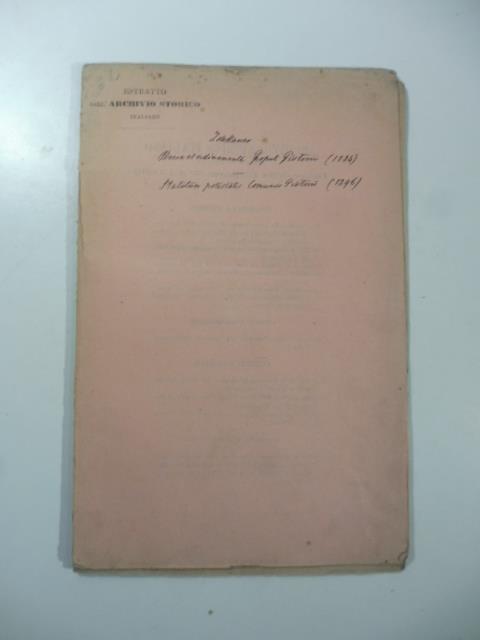 ESTRATTO
DALL' ARCHIVIO STORICO
ITALIANO
Zdekauer
Breve et ordinamenta Populi Pistorii (1284)
Statutum potestatis Comunis Pistorii (1296)